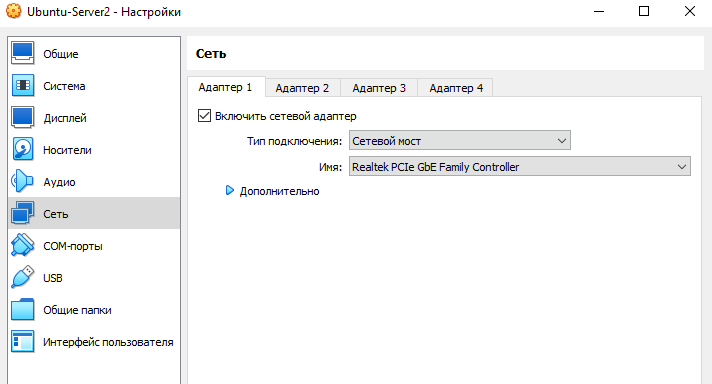 Ubuntu-Server2 - Настройки
Общие
Система
Дисплей
Носители
Аудио
Сеть
COM-порты
USB
Общие папки
Интерфейс пользователя
Сеть
Адаптер 1 Адаптер 2 Адаптер 3 Адаптер 4
Включить сетевой адаптер
Тип подключения: Сетевой мост
Имя: Realtek PCIe GbE Family Controller
Дополнительно